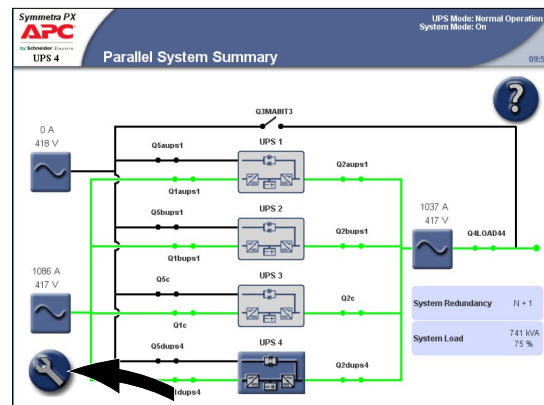 Symmetra PX
APC
by Schneider Electric
UPS 4
Parallel System Summary
UPS Mode: Normal Operation
System Mode: On
09:5
?
Q3MAINT3
0 A
418 V
Q5aups1
UPS 1
Q2aups1
Q1aups1
Q5bups1
UPS 2
Q2bups1
Q1bups1
1037 A
417 V
Q4LOAD44
1086 A
417 V
Q5c
UPS 3
Q2c
Q1c
System Redundancy N + 1
System Load 741 kVA
75 %
Q5dups4
UPS 4
Q2dups4
1dups4